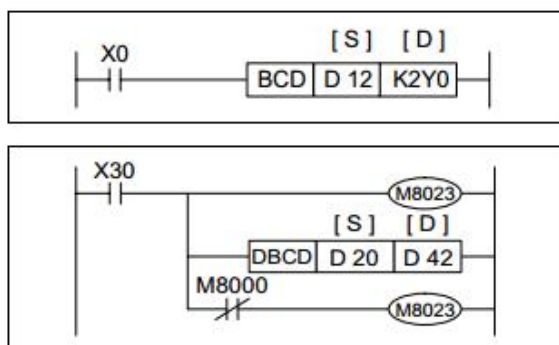 [ S ] [ D ]
X0
BCD D 12 K2Y0
X30
M8023
[ S ] [ D ]
DBCD D 20 D 42
M8000
M8023